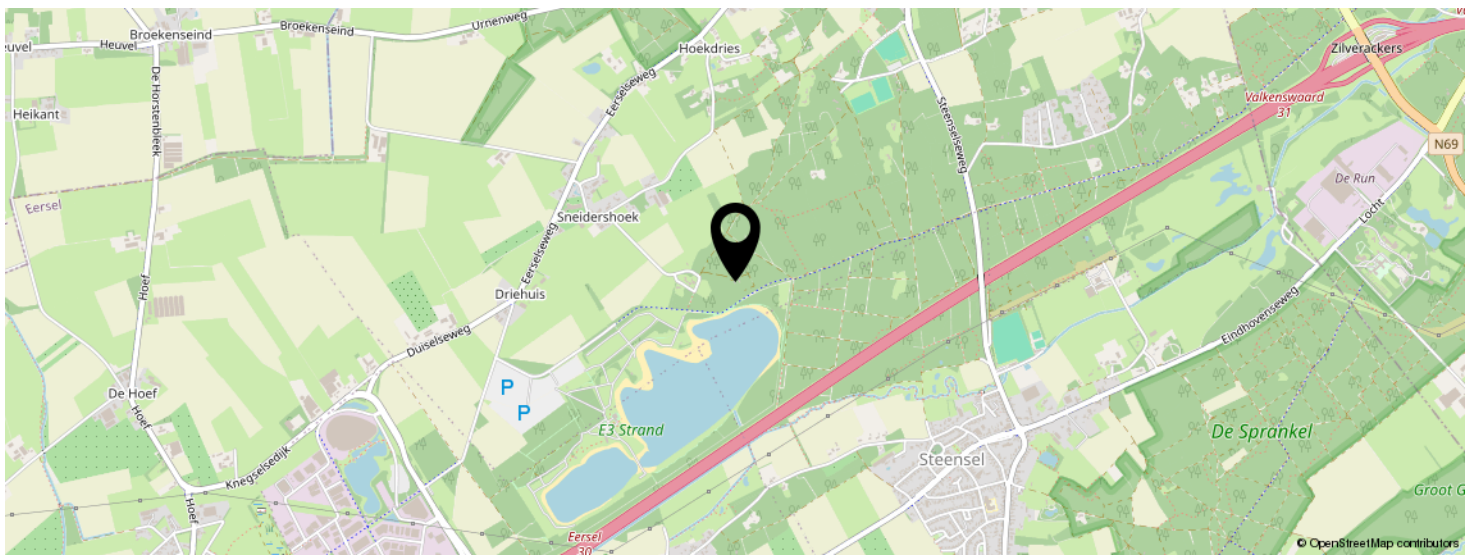 Urnenweg
Broekenseind
Broekenseind
Heuvel
Hoekdries
Zilverackers
Eerselseweg
De Horstenbleek
Heikant
Steenselseweg
Valkenswaard
31
N69
De Run
Eersel
Locht
Sneidershoek
Eerselseweg
Hoef
Driehuis
Eindhovenseweg
Duiselseweg
P
P
De Hoef
Hoef
E3 Strand
De Sprankel
Steensel
Knegselsedijk
Hoef
Groot G
Eersel
30
© OpenStreetMap contributors